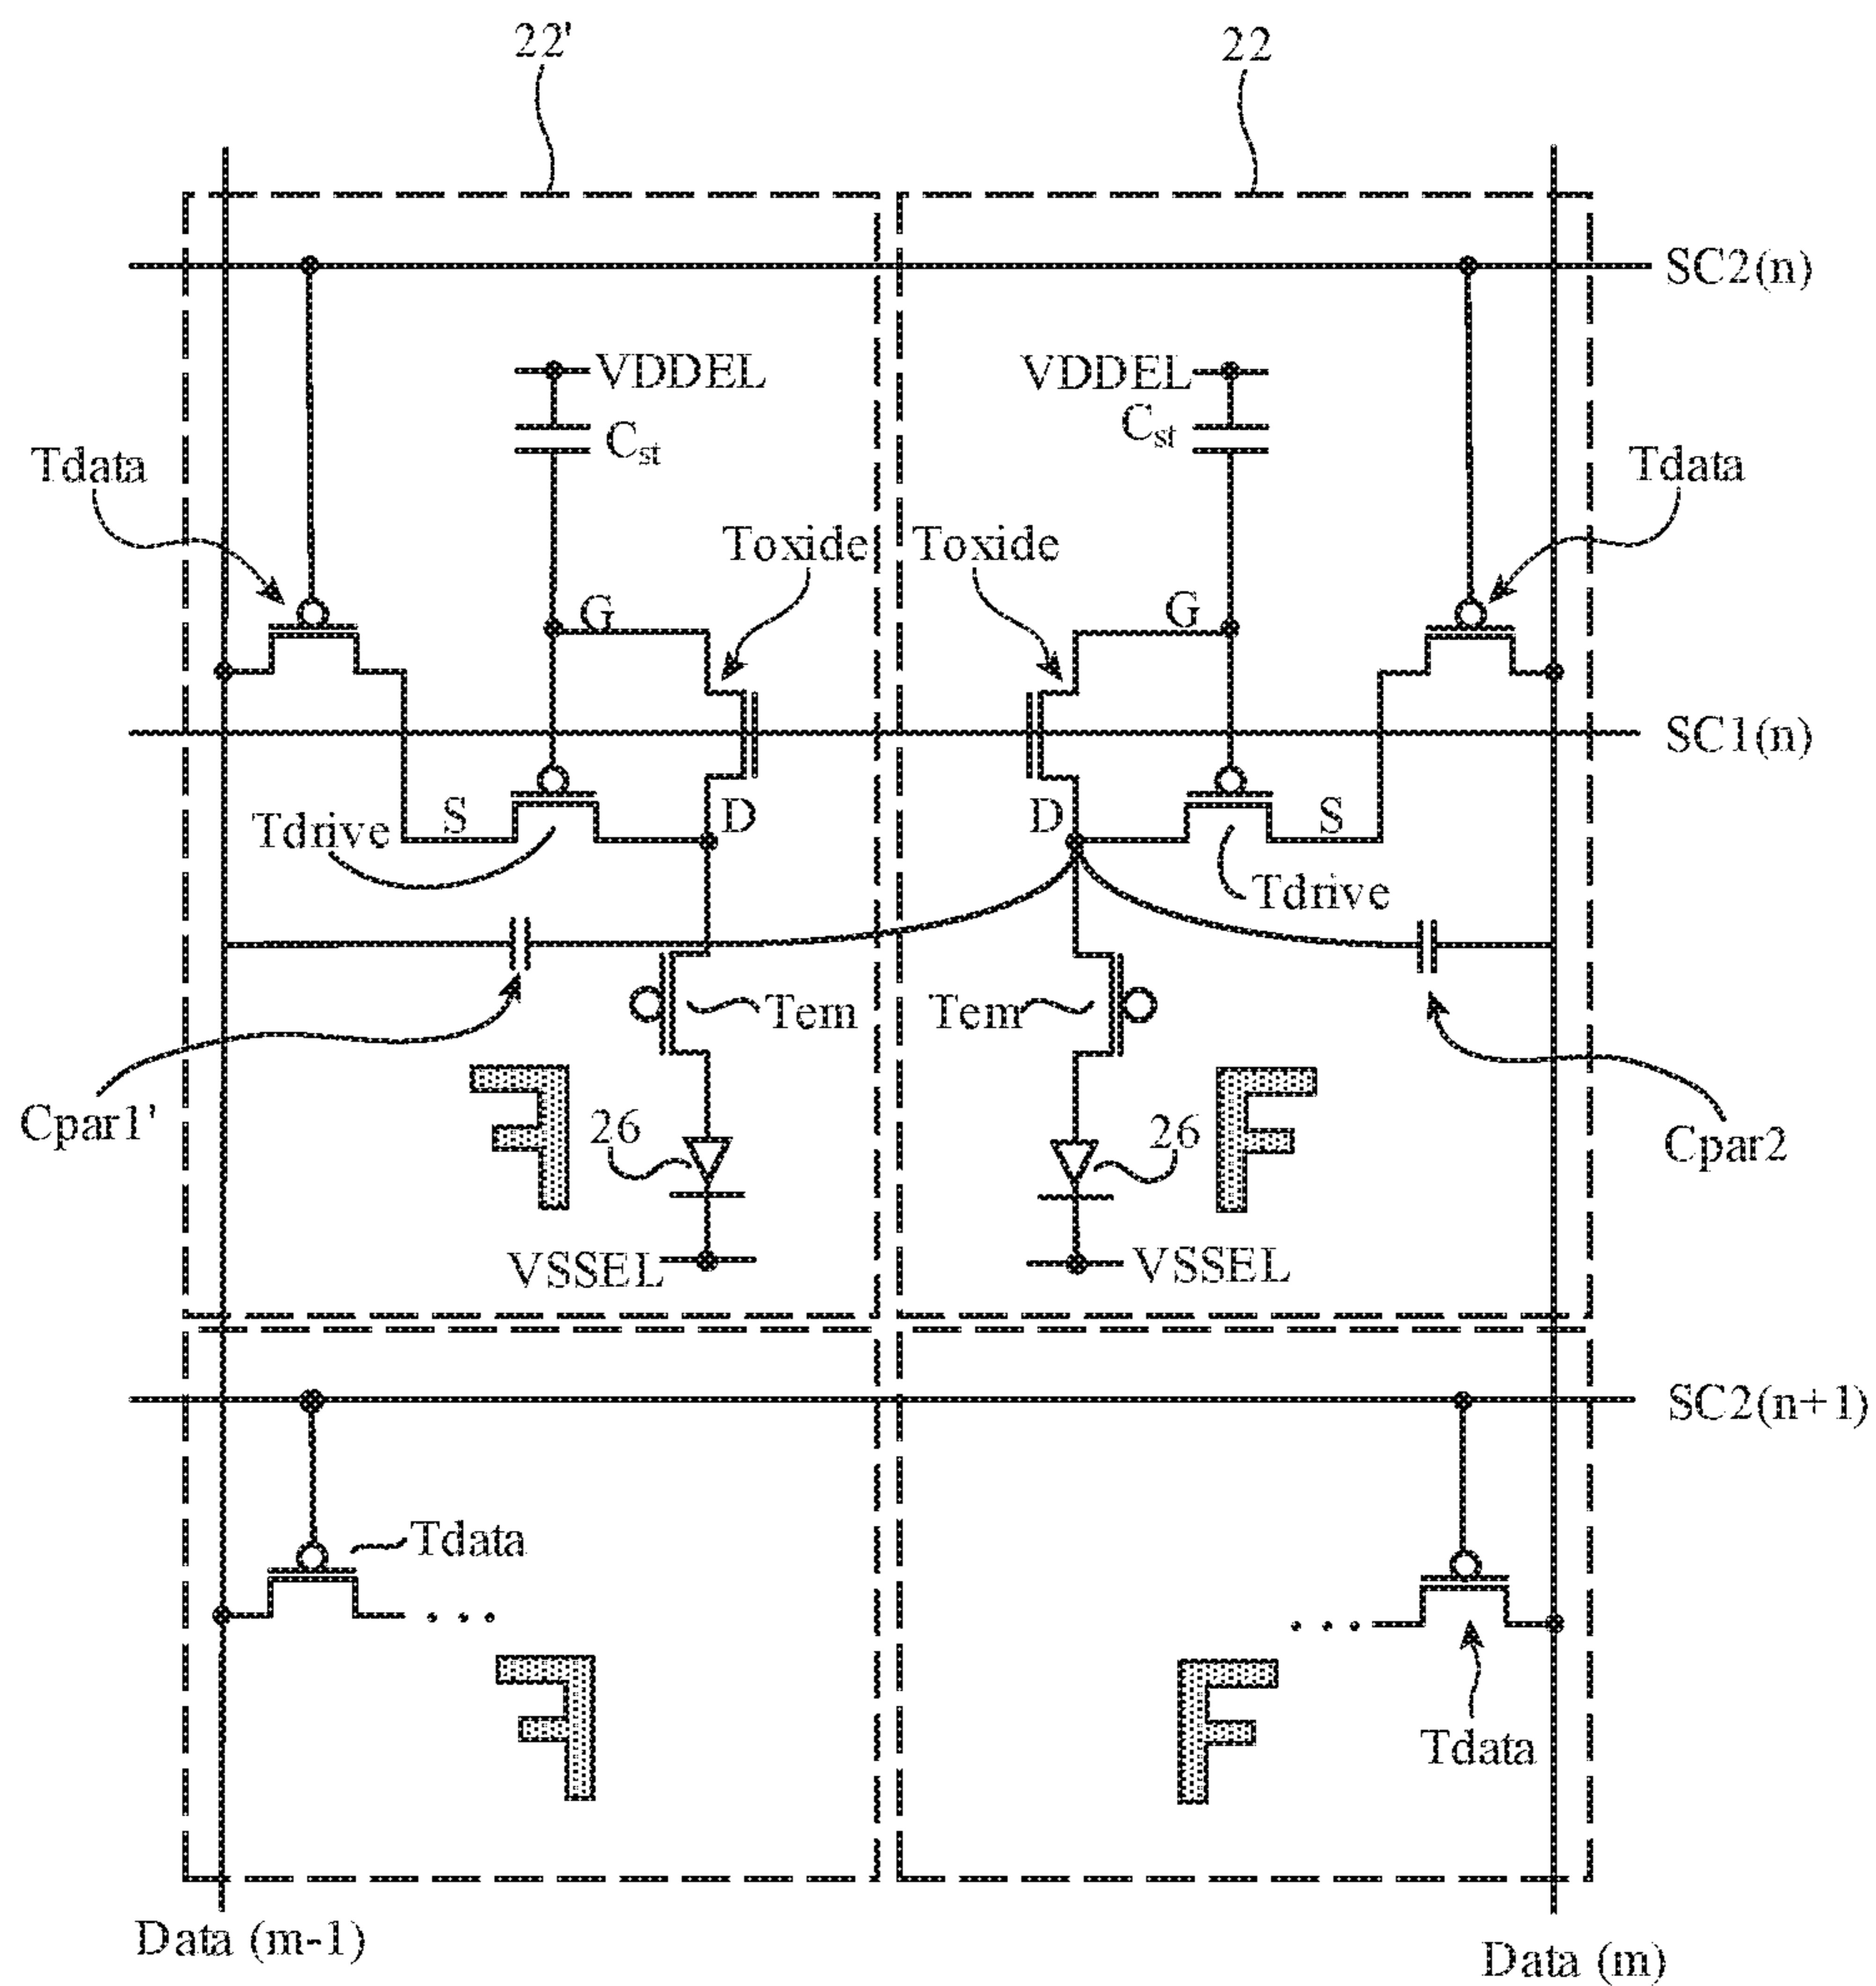 22'
22
SC2(n)
VDDEL
VDDEL
Cst
Cst
Tdata
Tdata
Toxide
Toxide
G
G
SC1(n)
S
D
D
S
Tdrive
Tdrive
Tem
Tem
Cpar1'
F
26
26
F
Cpar2
VSSEL
VSSEL
SC2(n+1)
Tdata
F
F
Tdata
Data (m-1)
Data (m)